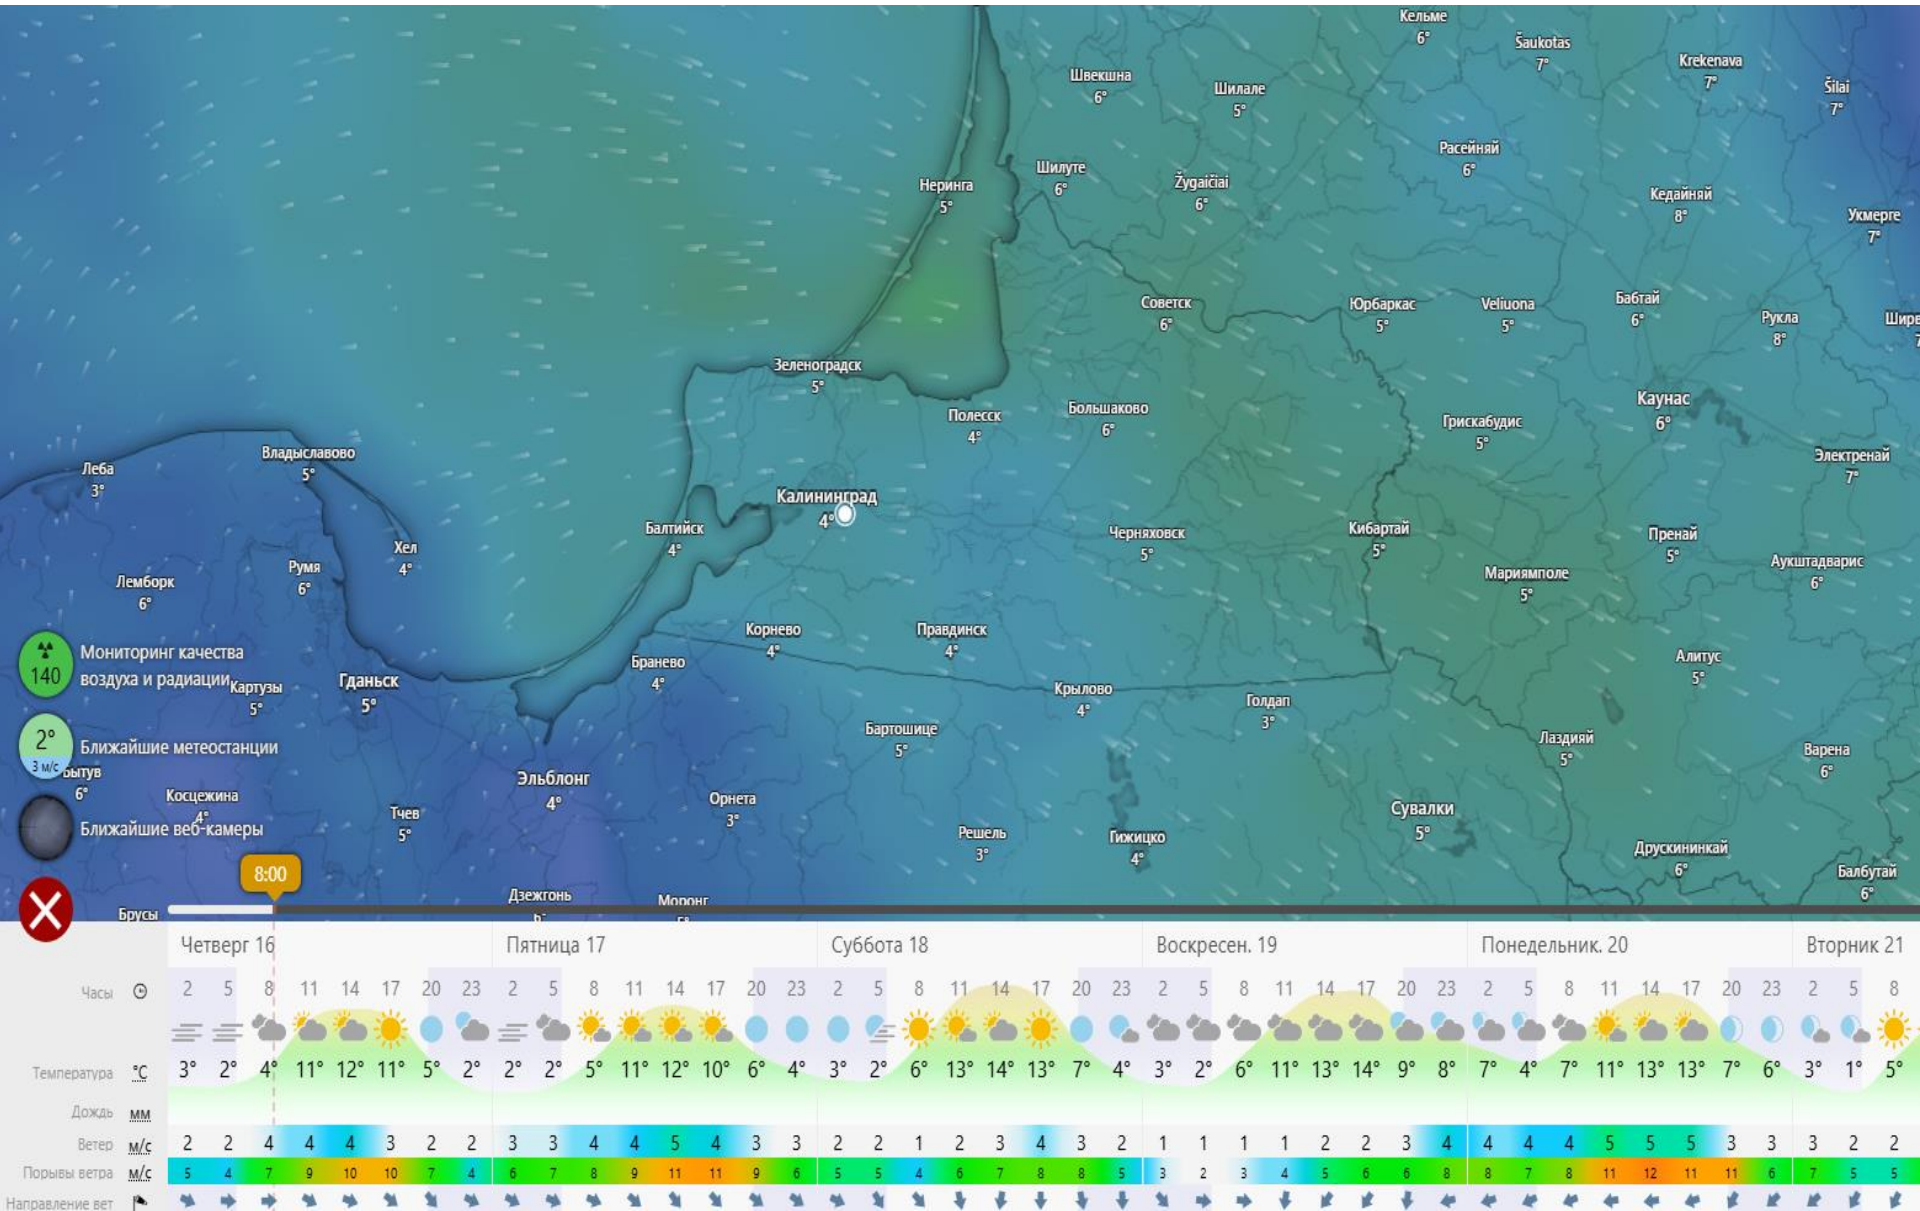 Кельме
6°
Šaukotas
7°
Krekenava
7°
Šilai
7°
Швекшна
6°
Шилале
5°
Расейняй
6°
Шилуте
6°
Žygaičiai
6°
Неринга
5°
Кедайняй
8°
Укмерге
7°
Советск
6°
Юрбаркас
5°
Veliuona
5°
Бабтай
6°
Рукла
8°
Ширв
7
Зеленоградск
5°
Полесск
4°
Большаково
6°
Каунас
6°
Грискабудис
5°
Электренай
7°
Владыславово
5°
Леба
3°
Калининград
4°
Балтийск
4°
Черняховск
5°
Кибартай
5°
Пренай
5°
Хел
4°
Румя
6°
Лемборк
6°
Мариямполе
5°
Аукштадварис
6°
Корнево
4°
Правдинск
4°
140
Мониторинг качества
воздуха и радиации
Картузы
5°
Гданьск
5°
Бранево
4°
Алитус
5°
Крылово
4°
Голдап
3°
Бартошице
5°
Лаздияй
5°
Варена
6°
2°
3 м/с
Ближайшие метеостанции
Бытув
6°
Косцежина
4°
Эльблонг
4°
Орнета
3°
Тчев
5°
Ближайшие веб-камеры
Решель
3°
Гижицко
4°
Сувалки
5°
Друскининкай
6°
Балбутай
6°
8:00
Дзежгонь
6°
Моронг
5°
Брусы
Четверг 16 Пятница 17 Суббота 18 Воскресен. 19 Понедельник. 20 Вторник 21
Часы 2 5 8 11 14 17 20 23 2 5 8 11 14 17 20 23 2 5 8 11 14 17 20 23 2 5 8 11 14 17 20 23 2 5 8 11 14 17 20 23 2 5 8
Температура °C 3° 2° 4° 11° 12° 11° 5° 2° 2° 2° 5° 11° 12° 10° 6° 4° 3° 2° 6° 13° 14° 13° 7° 4° 3° 2° 6° 11° 13° 14° 9° 8° 7° 4° 7° 11° 13° 13° 7° 6° 3° 1° 5°
Дождь мм
Ветер м/с 2 2 4 4 4 3 2 2 3 3 4 4 5 4 3 3 2 2 1 2 3 4 3 2 1 1 1 1 2 2 3 4 4 4 4 5 5 5 3 3 3 2 2
Порывы ветра м/с 5 4 7 9 10 10 7 4 6 7 8 9 11 11 9 6 5 5 4 6 7 8 8 5 3 2 3 4 5 6 6 8 8 7 8 11 12 11 11 6 7 5 5
Направление вет